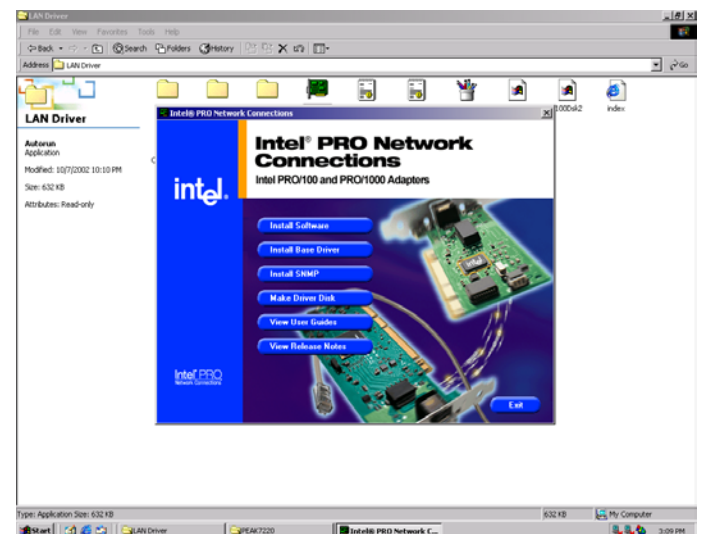 LAN Driver
File Edit View Favorites Tools Help
Back Search Folders History
Address LAN Driver Go
LAN Driver
Autorun
Application
Modified: 10/7/2002 10:10 PM
Size: 632 KB
Attributes: Read-only
index
Intel® PRO Network Connections
intel.
Intel® PRO Network
Connections
Intel PRO/100 and PRO/1000 Adapters
Install Software
Install Base Driver
Install SNMP
Make Driver Disk
View User Guides
View Release Notes
Intel PRO
Network Connections
Exit
Type: Application Size: 632 KB 632 KB My Computer
Start LAN Driver PEAK7220 Intel® PRO Network C... 3:09 PM